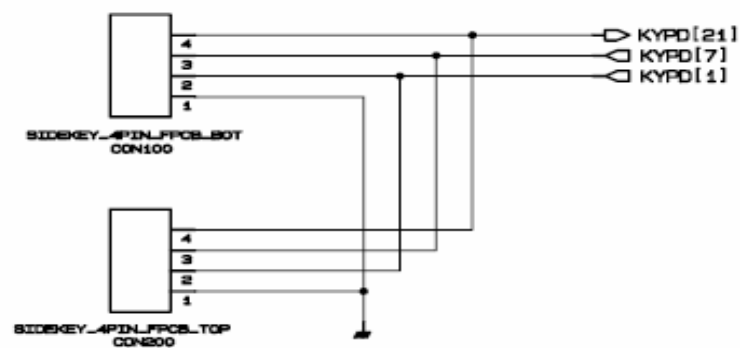 4
KYPD[21]
3
KYPD[7]
2
KYPD[1]
1
SIDEKEY_4PIN_FPCB_BOT
CON100
4
3
2
1
SIDEKEY_4PIN_FPCB_TOP
CON200